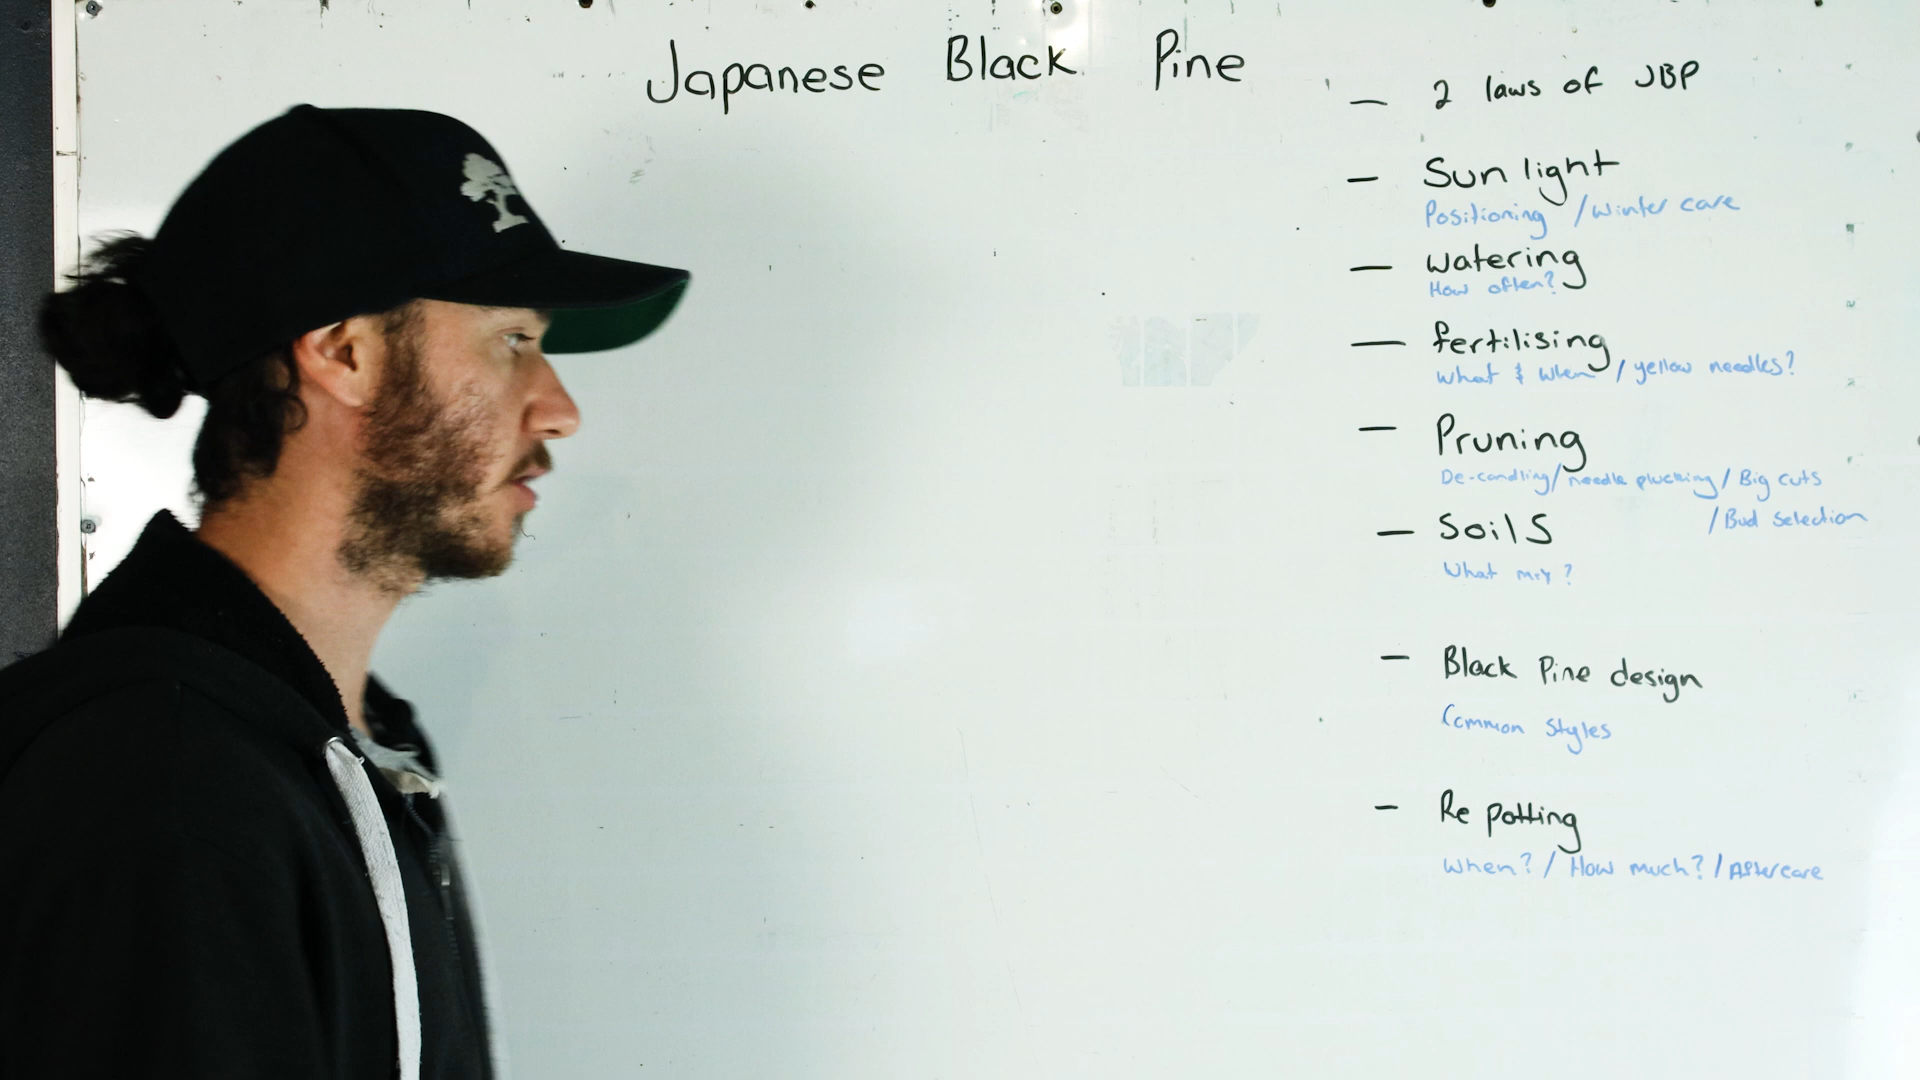 Japanese Black Pine
– 2 laws of JBP
– Sun light
Positioning / Winter care
– Watering
How often?
– fertilising
What & When / yellow needles?
– Pruning
De-candling / needle plucking / Big cuts
/ Bud Selection
– Soils
What mix?
– Black Pine design
Common Styles
– Re potting
When? / How much? / Aftercare